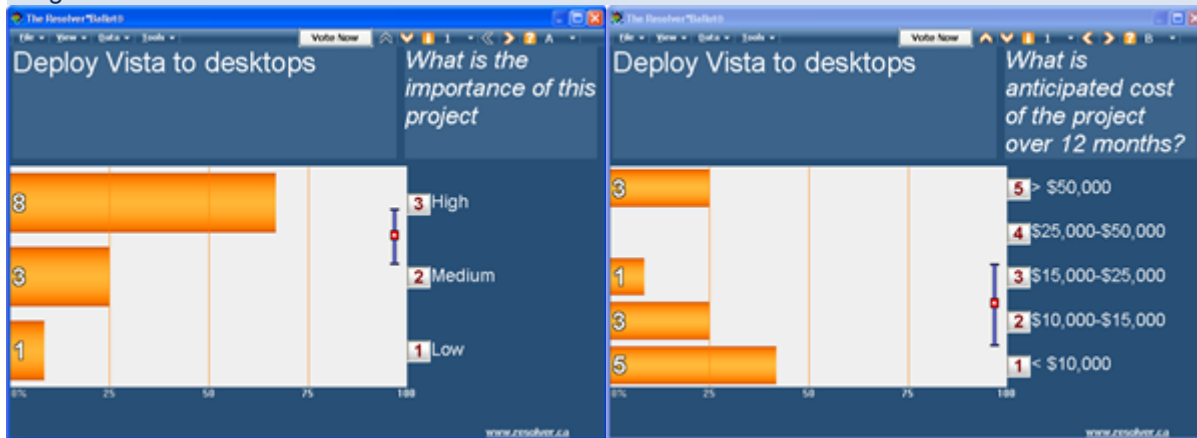 The Resolver*Ballot®
File View Data Tools Vote Now 1 A
Deploy Vista to desktops
What is the
importance of this
project
8
3 High
3
2 Medium
1
1 Low
0% 25 50 75 100
www.resolver.ca
The Resolver*Ballot®
File View Data Tools Vote Now 1 B
Deploy Vista to desktops
What is
anticipated cost
of the project
over 12 months?
3
5 > $50,000
4 $25,000-$50,000
1
3 $15,000-$25,000
3
2 $10,000-$15,000
5
1 < $10,000
0% 25 50 75 100
www.resolver.ca